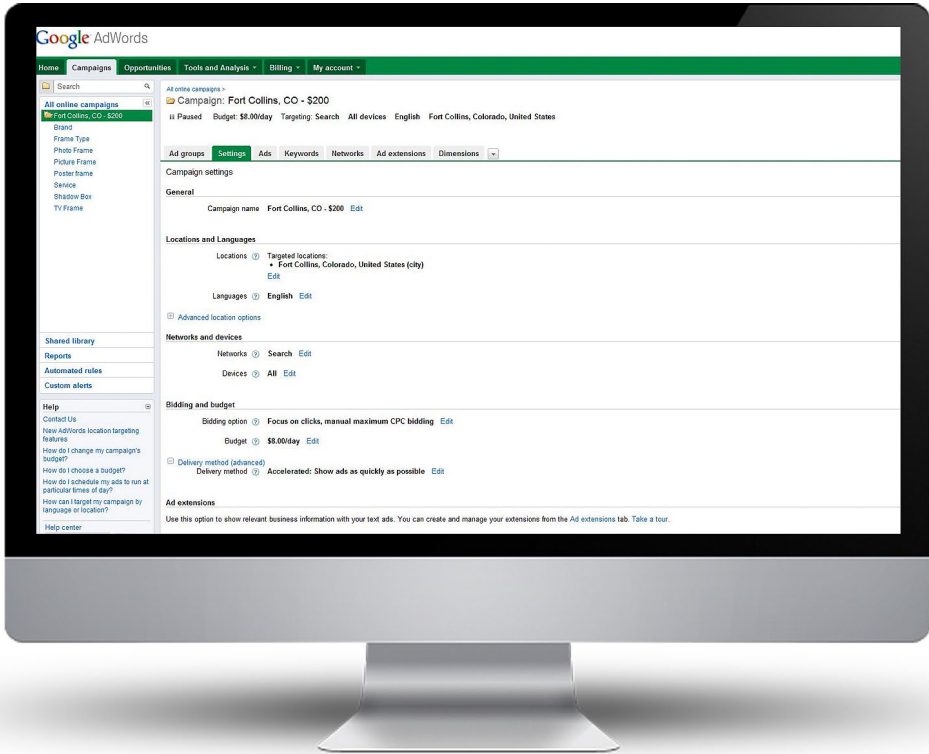 Google AdWords
Home Campaigns Opportunities Tools and Analysis Billing My account
Search
All online campaigns
Fort Collins, CO - $200
Brand
Frame Type
Photo Frame
Picture Frame
Poster frame
Service
Shadow Box
TV Frame
Shared library
Reports
Automated rules
Custom alerts
Help
Contact Us
New AdWords location targeting
features
How do I change my campaign's
budget?
How do I choose a budget?
How do I schedule my ads to run at
particular times of day?
How can I target my campaign by
language or location?
Help center
All online campaigns >
Campaign: Fort Collins, CO - $200
Paused Budget: $8.00/day Targeting: Search All devices English Fort Collins, Colorado, United States
Ad groups Settings Ads Keywords Networks Ad extensions Dimensions
Campaign settings
General
Campaign name Fort Collins, CO - $200 Edit
Locations and Languages
Locations ? Targeted locations:
• Fort Collins, Colorado, United States (city)
Edit
Languages ? English Edit
Advanced location options
Networks and devices
Networks ? Search Edit
Devices ? All Edit
Bidding and budget
Bidding option ? Focus on clicks, manual maximum CPC bidding Edit
Budget ? $8.00/day Edit
Delivery method (advanced)
Delivery method ? Accelerated: Show ads as quickly as possible Edit
Ad extensions
Use this option to show relevant business information with your text ads. You can create and manage your extensions from the Ad extensions tab. Take a tour.